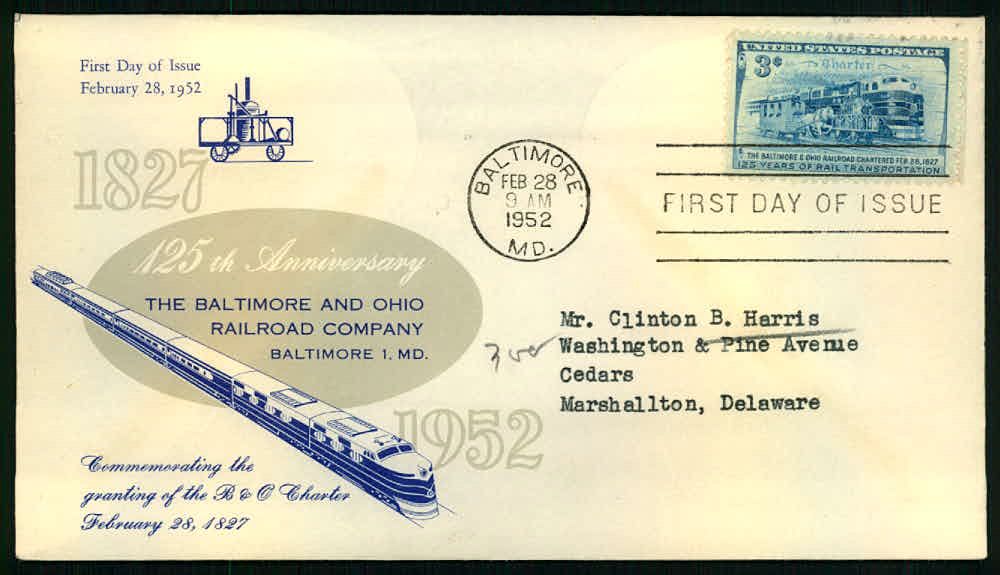 First Day of Issue
February 28, 1952
1827
125th Anniversary
THE BALTIMORE AND OHIO
RAILROAD COMPANY
BALTIMORE 1, MD.
1952
Commemorating the
granting of the B & O Charter
February 28, 1827
BALTIMORE
FEB 28
9 AM
1952
MD.
UNITED STATES POSTAGE
3¢
Charter
THE BALTIMORE & OHIO RAILROAD CHARTERED FEB 28, 1827
125 YEARS OF RAIL TRANSPORTATION
FIRST DAY OF ISSUE
Mr. Clinton B. Harris
Washington & Pine Avenue
Cedars
Marshallton, Delaware